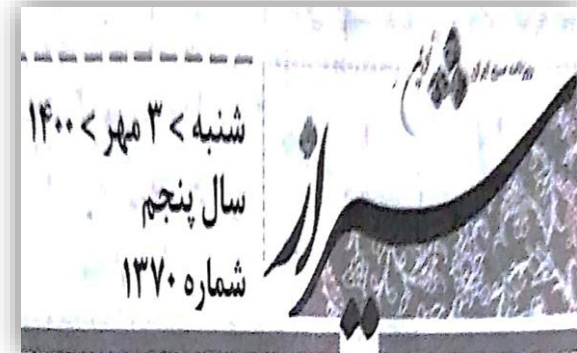 شیراز
شنبه > ۳ مهر > ۱۴۰۰
سال پنجم
شماره ۱۳۷۰